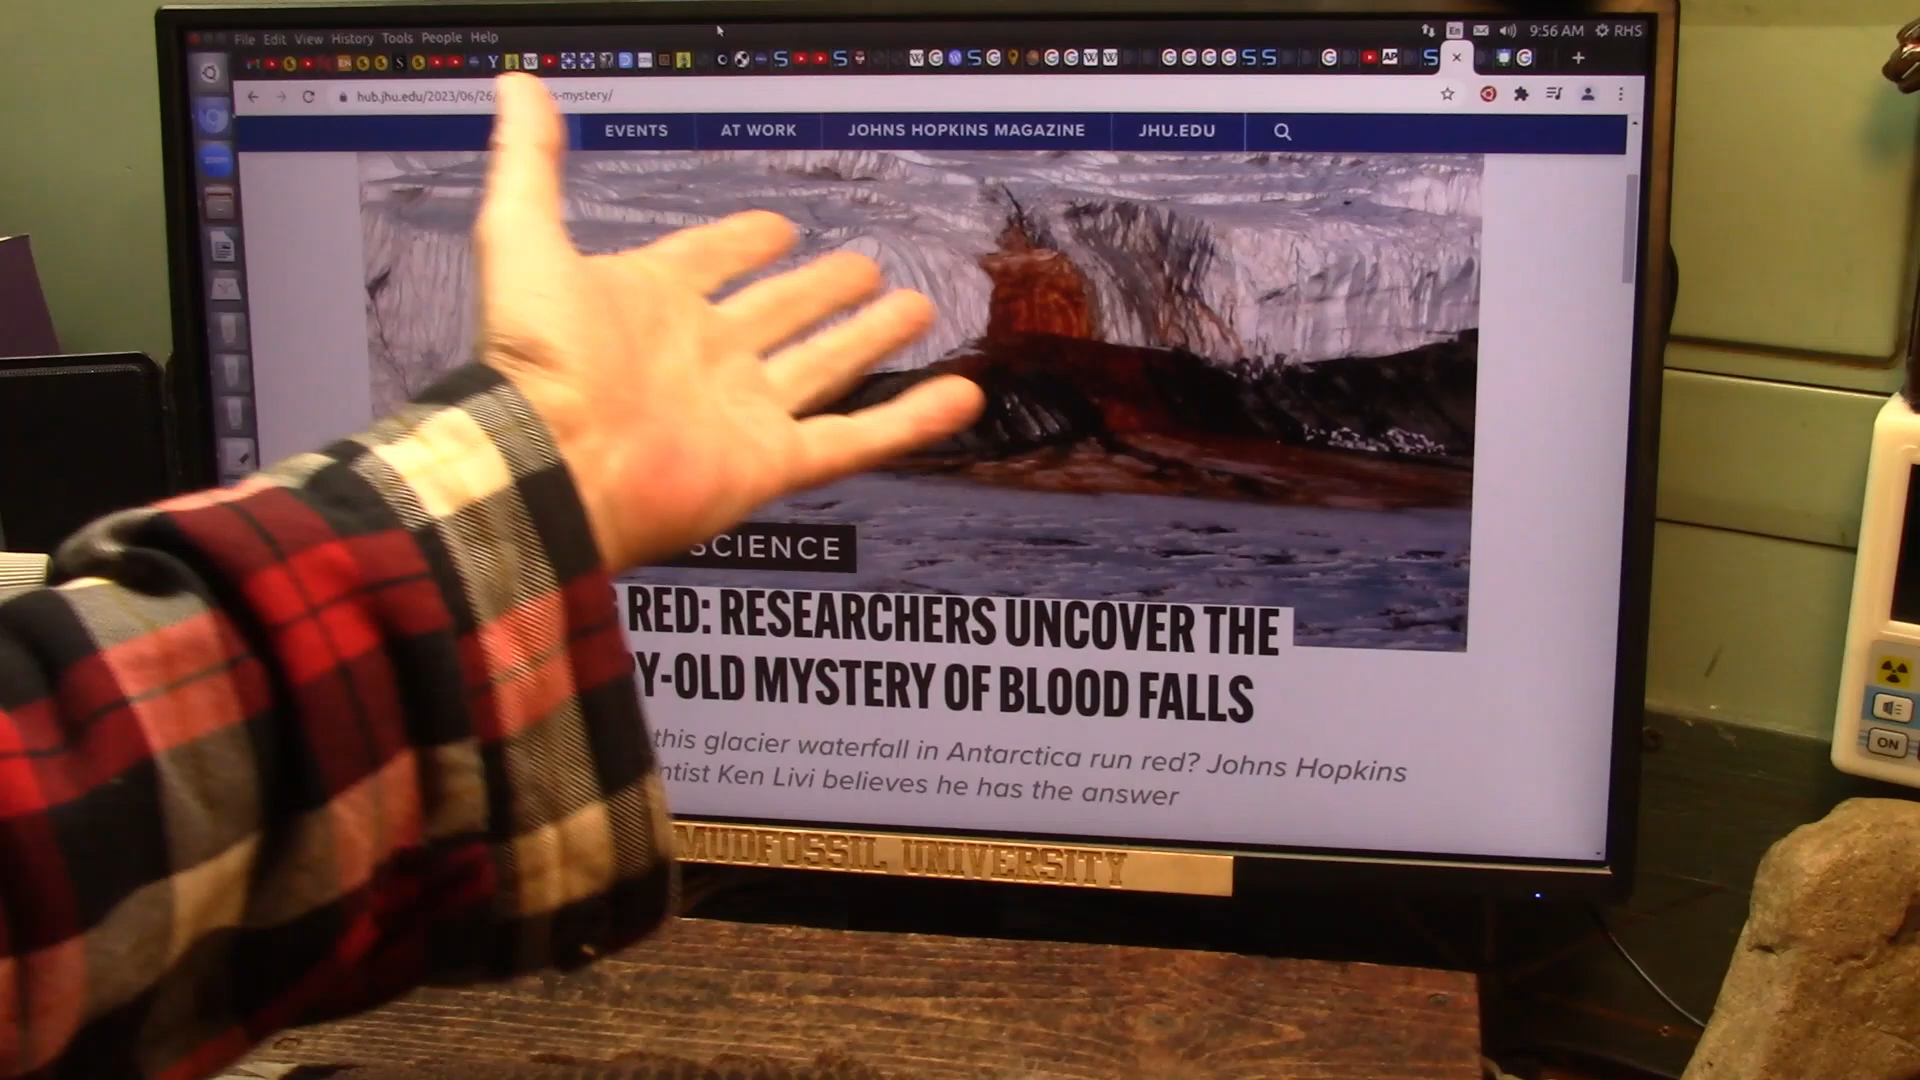 File Edit View History Tools People Help
En 9:56 AM RHS
hub.jhu.edu/2023/06/26/ s-mystery/
EVENTS AT WORK JOHNS HOPKINS MAGAZINE JHU.EDU
SCIENCE
RED: RESEARCHERS UNCOVER THE
Y-OLD MYSTERY OF BLOOD FALLS
this glacier waterfall in Antarctica run red? Johns Hopkins
ntist Ken Livi believes he has the answer
MUDFOSSIL UNIVERSITY
ON